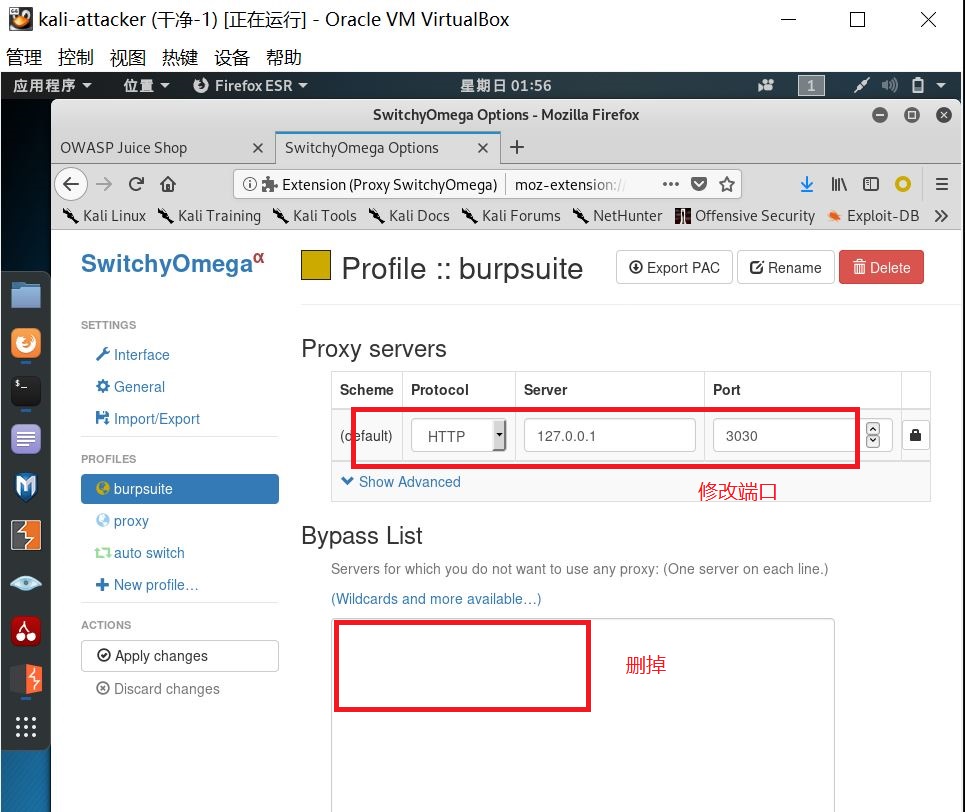 kali-attacker (干净-1) [正在运行] - Oracle VM VirtualBox
管理 控制 视图 热键 设备 帮助
应用程序 位置 Firefox ESR 星期日 01:56 1
SwitchyOmega Options - Mozilla Firefox
OWASP Juice Shop SwitchyOmega Options
Extension (Proxy SwitchyOmega) moz-extension://
Kali Linux Kali Training Kali Tools Kali Docs Kali Forums NetHunter Offensive Security Exploit-DB
SwitchyOmegaα
Profile :: burpsuite
Export PAC Rename Delete
SETTINGS
Interface
General
Import/Export
PROFILES
burpsuite
proxy
auto switch
New profile…
ACTIONS
Apply changes
Discard changes
Proxy servers
Scheme Protocol Server Port
(default) HTTP 127.0.0.1 3030
Show Advanced
修改端口
Bypass List
Servers for which you do not want to use any proxy: (One server on each line.)
(Wildcards and more available…)
删掉